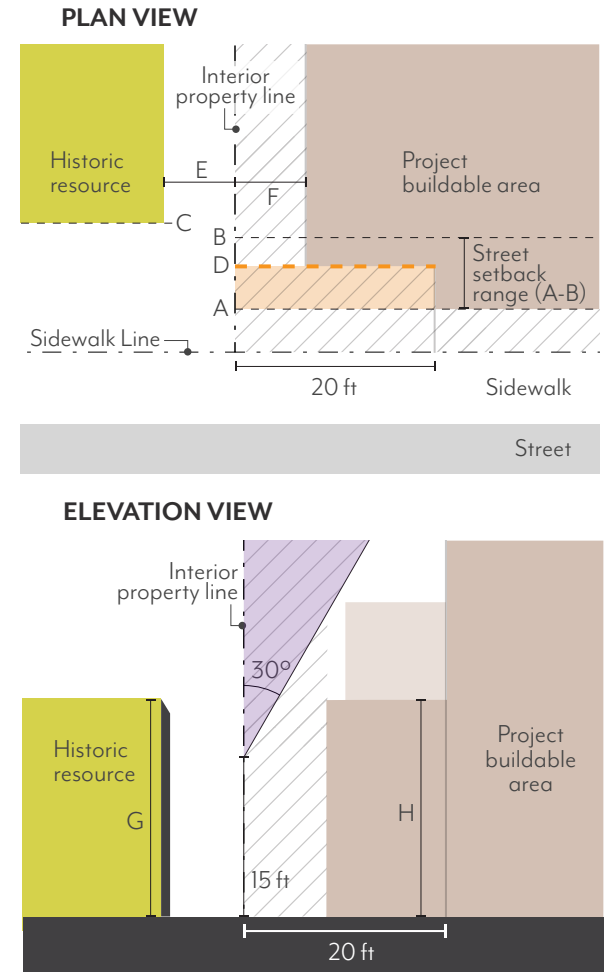 PLAN VIEW
Interior
property line
Historic
resource
Project
buildable area
E
F
C
B
D
A
Street
setback
range (A-B)
Sidewalk Line
20 ft
Sidewalk
Street
ELEVATION VIEW
Interior
property line
30°
Historic
resource
Project
buildable
area
G
H
15 ft
20 ft